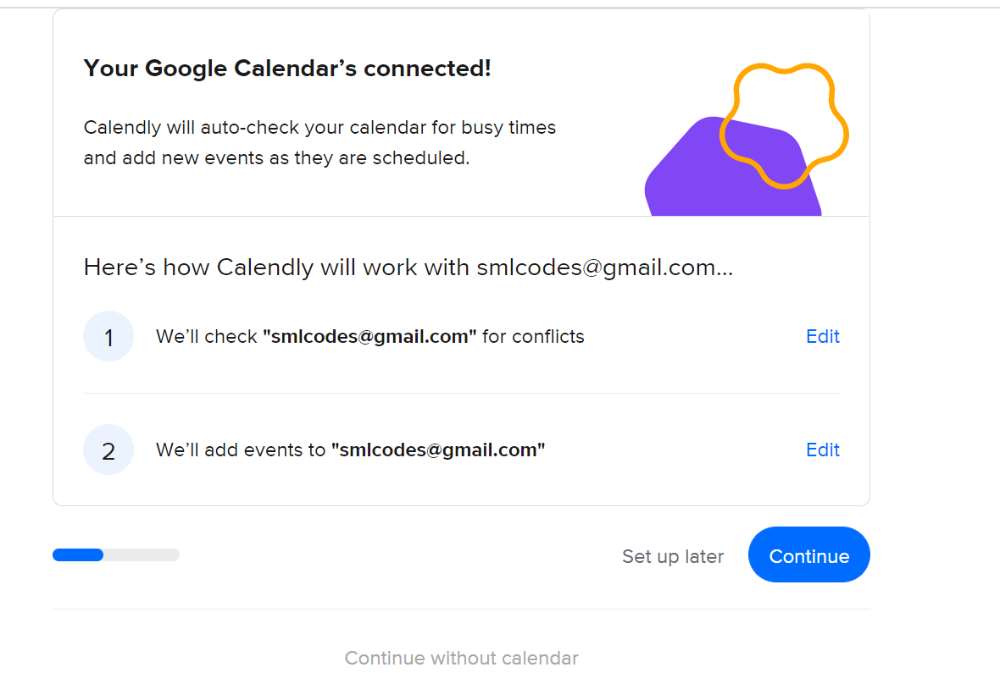 Your Google Calendar’s connected!
Calendly will auto-check your calendar for busy times
and add new events as they are scheduled.
Here’s how Calendly will work with smlcodes@gmail.com...
1 We’ll check "smlcodes@gmail.com" for conflicts Edit
2 We’ll add events to "smlcodes@gmail.com" Edit
Set up later Continue
Continue without calendar